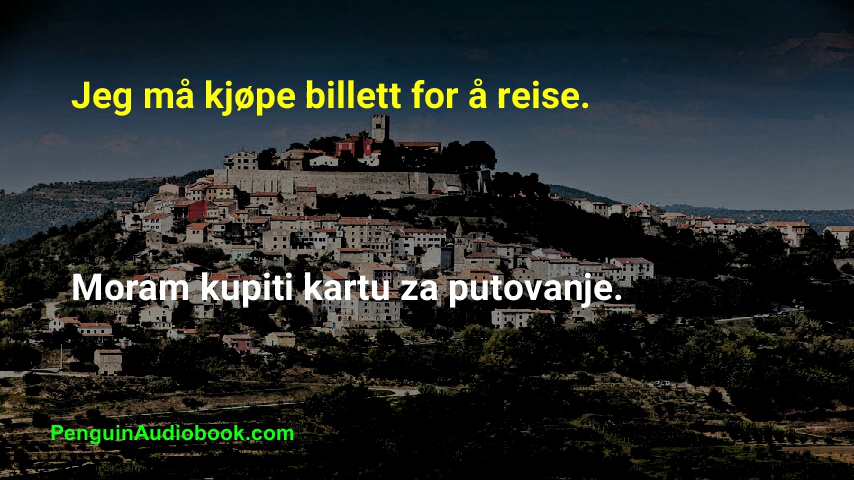 Jeg må kjøpe billett for å reise.
Moram kupiti kartu za putovanje.
PenguinAudiobook.com